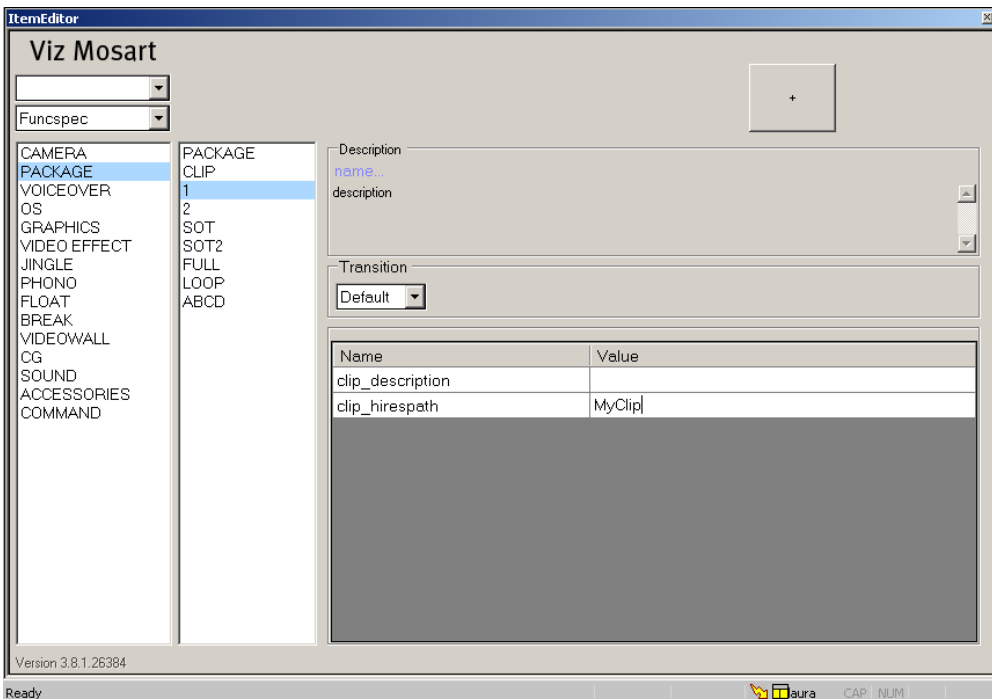 ItemEditor
Viz Mosart
+
Funcspec
CAMERA
PACKAGE
VOICEOVER
OS
GRAPHICS
VIDEO EFFECT
JINGLE
PHONO
FLOAT
BREAK
VIDEOWALL
CG
SOUND
ACCESSORIES
COMMAND
PACKAGE
CLIP
1
2
SOT
SOT2
FULL
LOOP
ABCD
Description
name...
description
Transition
Default
Name Value
clip_description
clip_hirespath MyClip
Version 3.8.1.26384
Ready aura CAP NUM